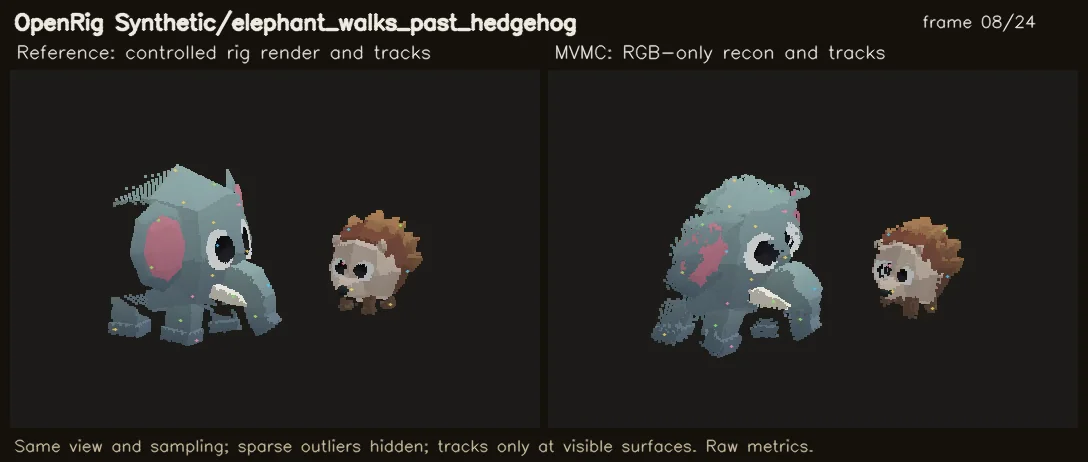 OpenRig Synthetic/elephant_walks_past_hedgehog
frame 08/24
Reference: controlled rig render and tracks
MVMC: RGB-only recon and tracks
Same view and sampling; sparse outliers hidden; tracks only at visible surfaces. Raw metrics.